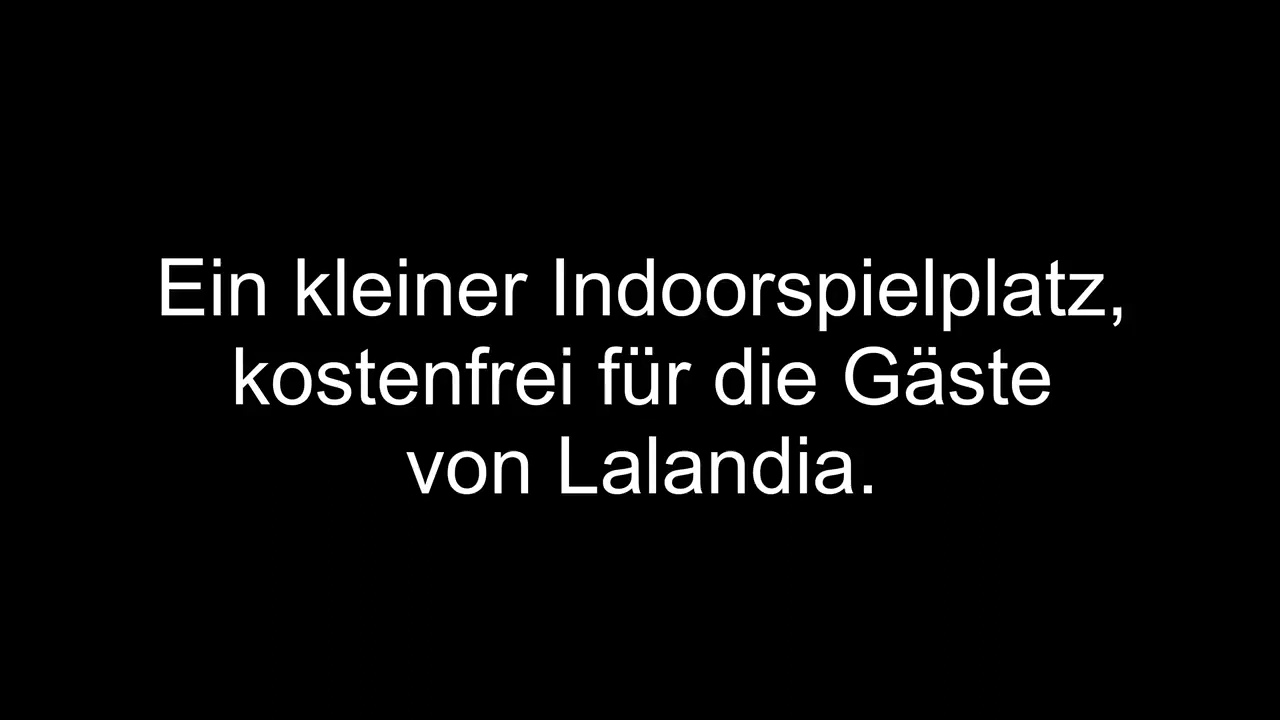 Ein kleiner Indoorspielplatz,
kostenfrei für die Gäste
von Lalandia.